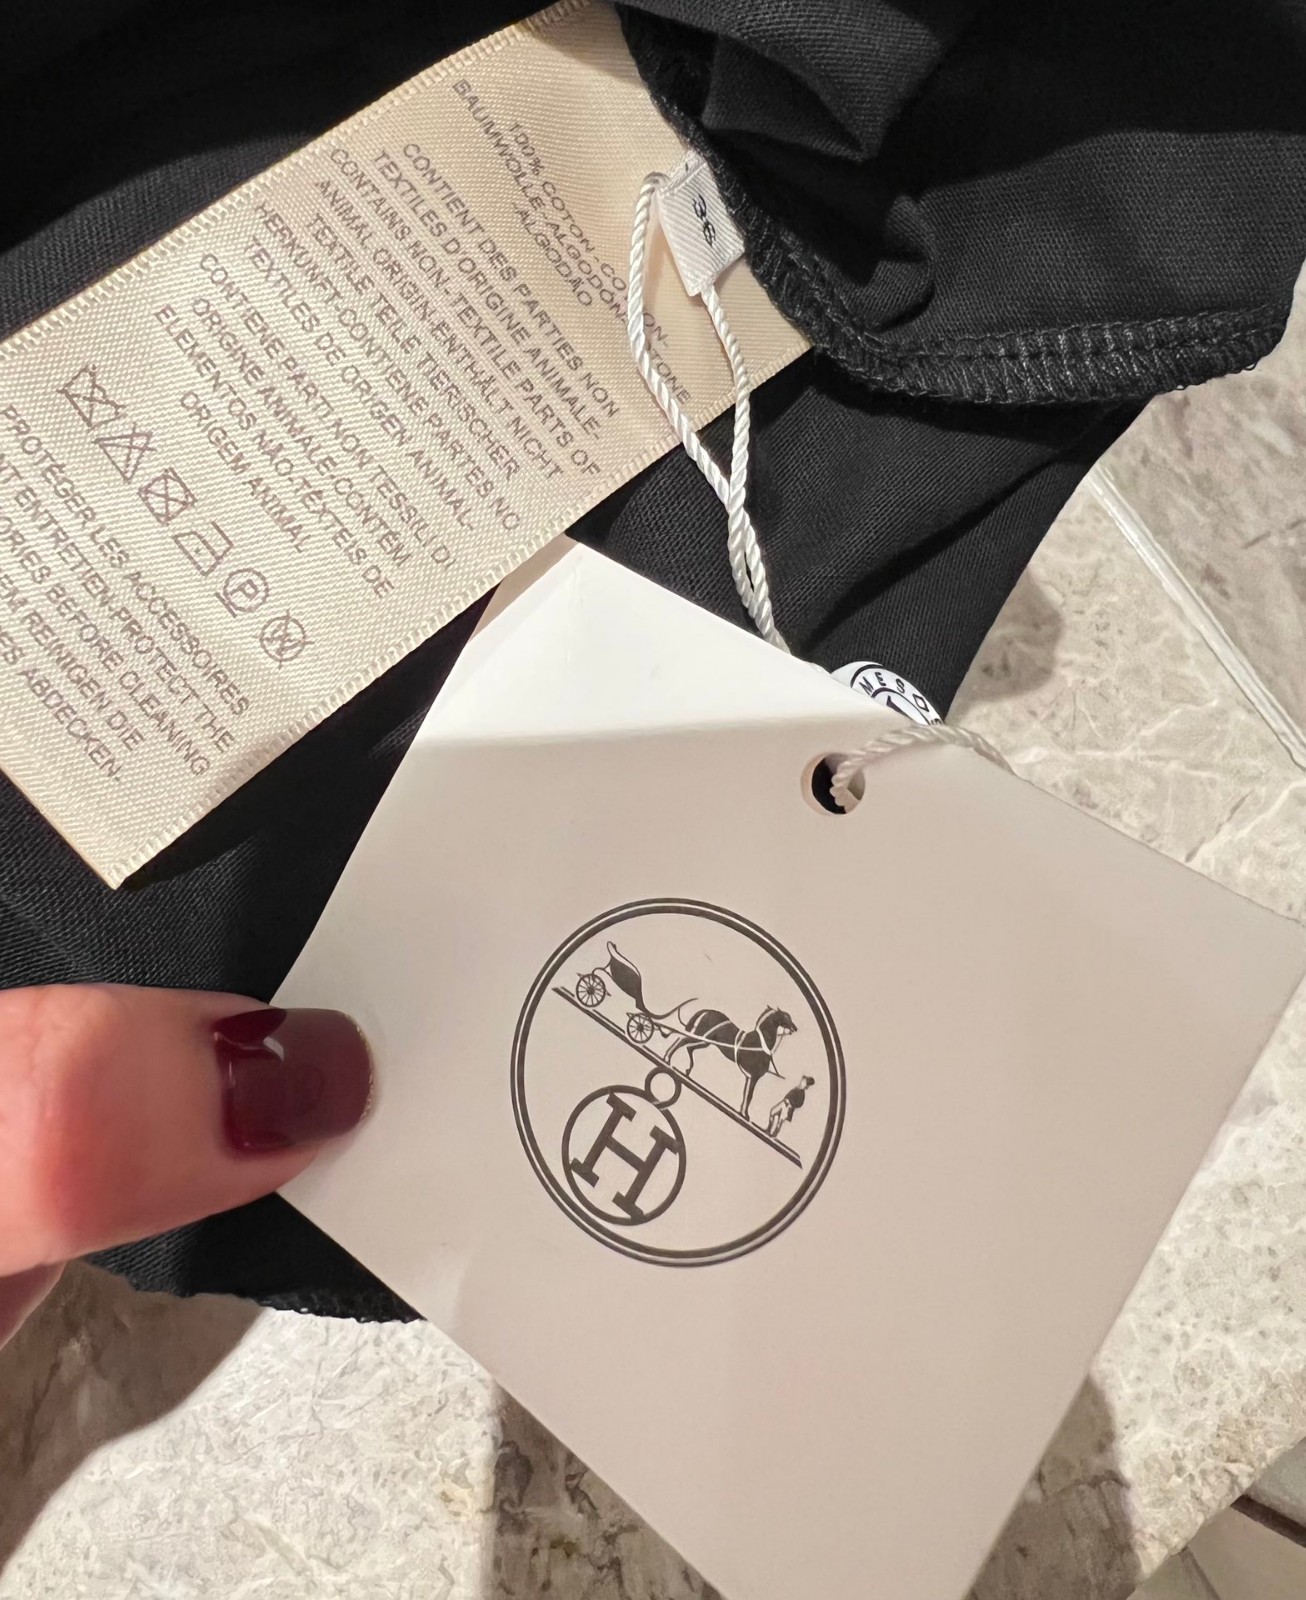 100% COTON-COTTON-
BAUMWOLLE-ALGODÓN-COTONE
-ALGODÃO
CONTIENT DES PARTIES NON
TEXTILES D'ORIGINE ANIMALE-
CONTAINS NON-TEXTILE PARTS OF
ANIMAL ORIGIN-ENTHÄLT NICHT
TEXTILE TEILE TIERISCHER
HERKUNFT-CONTIENE PARTES NO
TEXTILES DE ORIGEN ANIMAL-
CONTIENE PARTI NON TESSILI DI
ORIGINE ANIMALE-CONTÉM
ELEMENTOS NÃO-TÊXTEIS DE
ORIGEM ANIMAL
P
W
PROTÉGER LES ACCESSOIRES
ENTRETIEN-PROTECT THE
BEFORE CLEANING
REINIGEN DIE
ABDECKEN.
36
MES
H